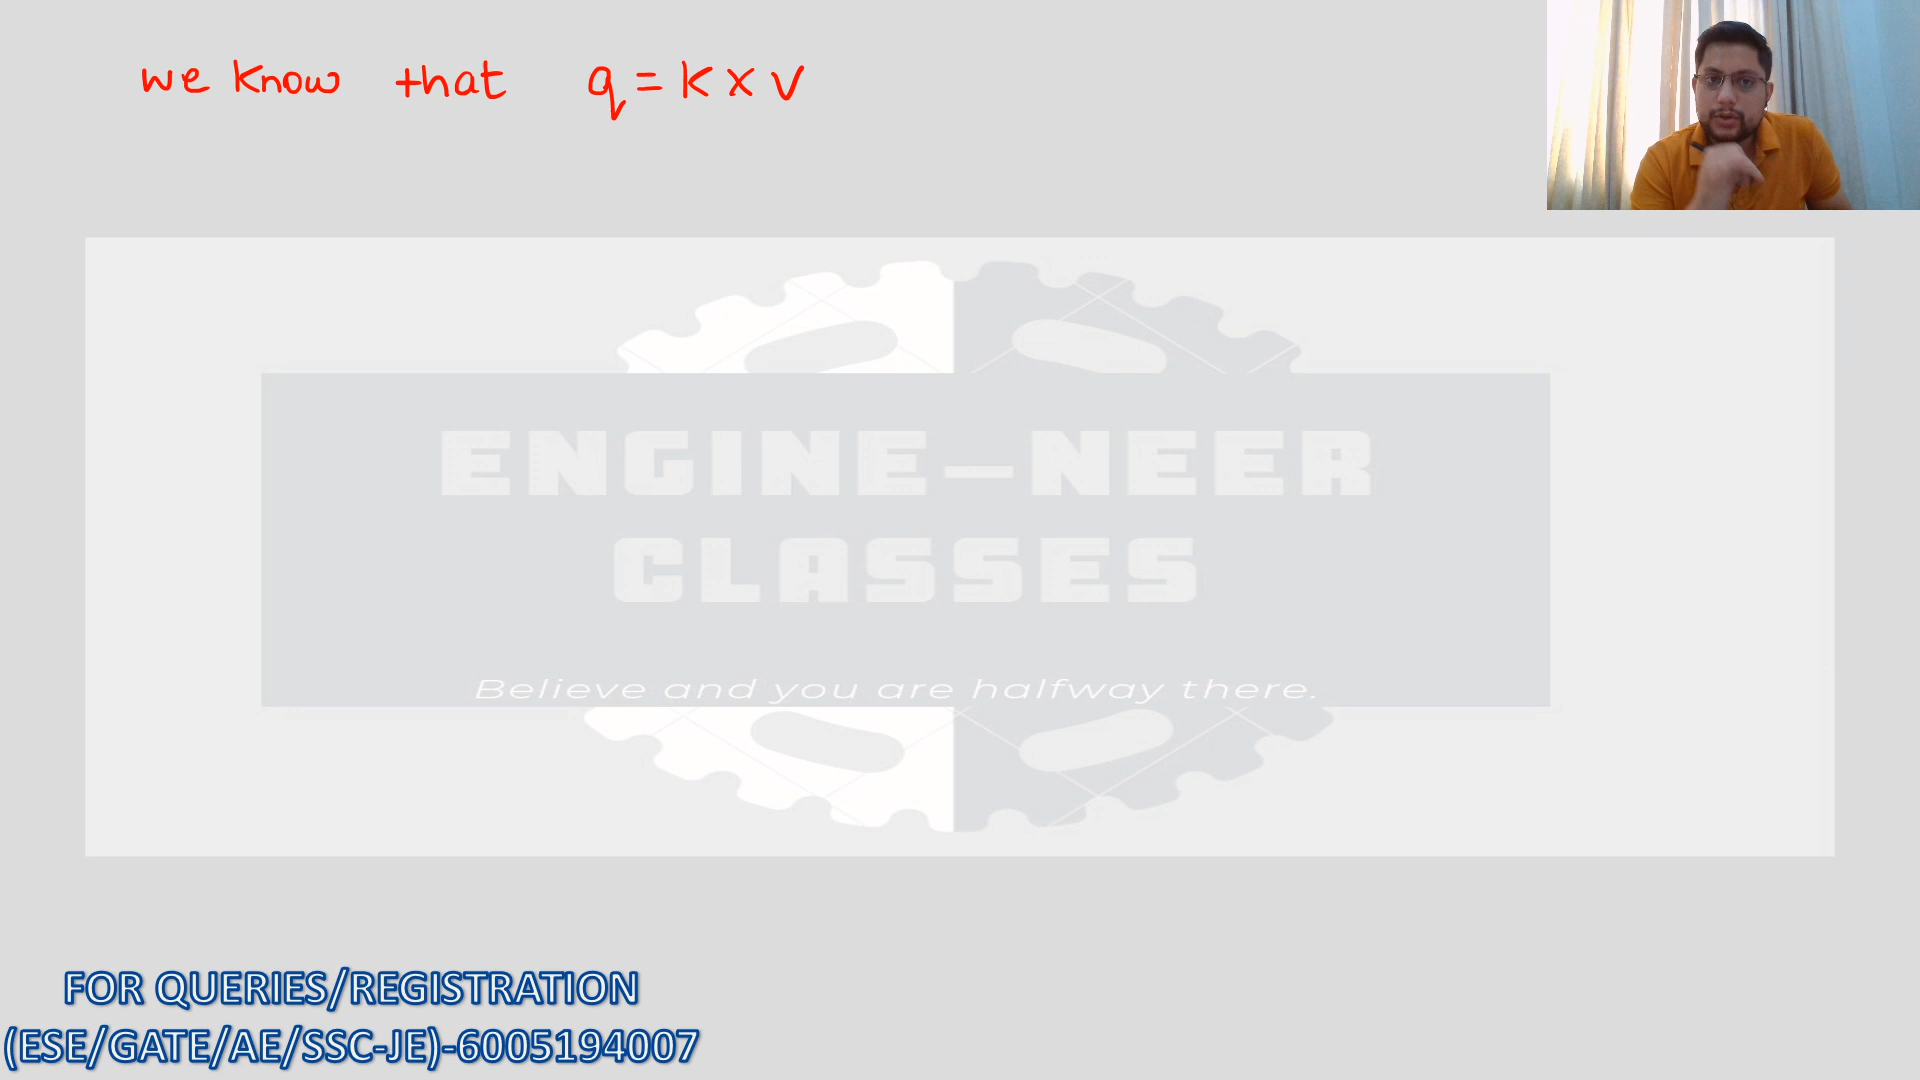 we know that q = k x v
ENGINE-NEER
CLASSES
Believe and you are halfway there.
FOR QUERIES/REGISTRATION
(ESE/GATE/AE/SSC-JE)-6005194007